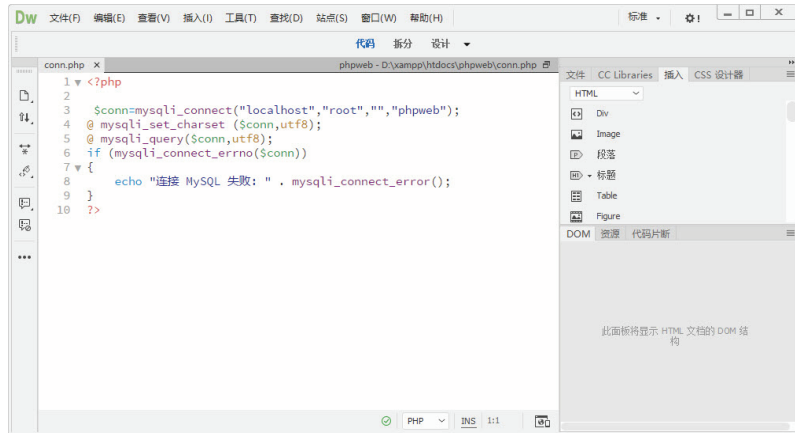 Dw 文件(F) 编辑(E) 查看(V) 插入(I) 工具(T) 查找(D) 站点(S) 窗口(W) 帮助(H) 标准
代码 拆分 设计
conn.php × phpweb - D:\xampp\htdocs\phpweb\conn.php
1 <?php
2
3 $conn=mysqli_connect("localhost","root","","phpweb");
4 @ mysqli_set_charset ($conn,utf8);
5 @ mysqli_query($conn,utf8);
6 if (mysqli_connect_errno($conn))
7 {
8 echo "连接 MySQL 失败: " . mysqli_connect_error();
9 }
10 ?>
PHP INS 1:1
文件 CC Libraries 插入 CSS 设计器
HTML
Div
Image
段落
标题
Table
Figure
DOM 资源 代码片断
此面板将显示 HTML 文档的 DOM 结
构